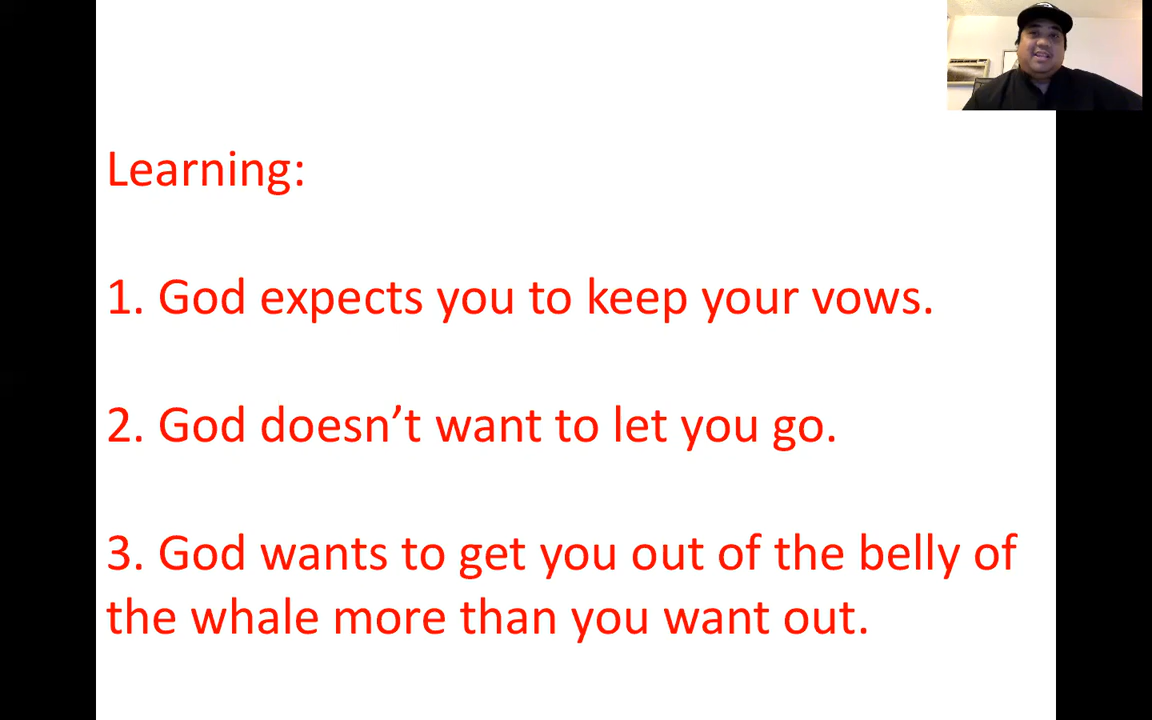 Learning:
1. God expects you to keep your vows.
2. God doesn’t want to let you go.
3. God wants to get you out of the belly of
the whale more than you want out.